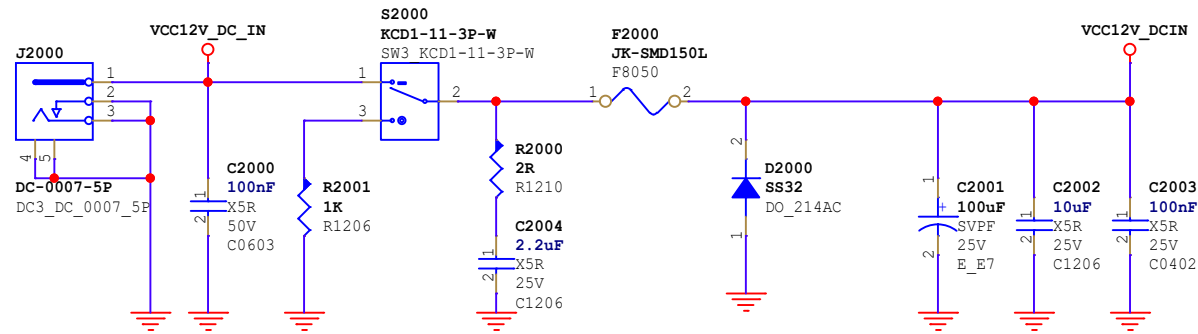 VCC12V_DC_IN
J2000
1
2
3
4
5
DC-0007-5P
DC3_DC_0007_5P
1
2
C2000
100nF
X5R
50V
C0603
R2001
1K
R1206
S2000
KCD1-11-3P-W
SW3_KCD1-11-3P-W
1
2
3
R2000
2R
R1210
1
2
C2004
2.2uF
X5R
25V
C1206
F2000
JK-SMD150L
F8050
1
2
2
1
D2000
SS32
DO_214AC
VCC12V_DCIN
1
2
+
C2001
100uF
SVPF
25V
E_E7
1
2
C2002
10uF
X5R
25V
C1206
1
2
C2003
100nF
X5R
25V
C0402